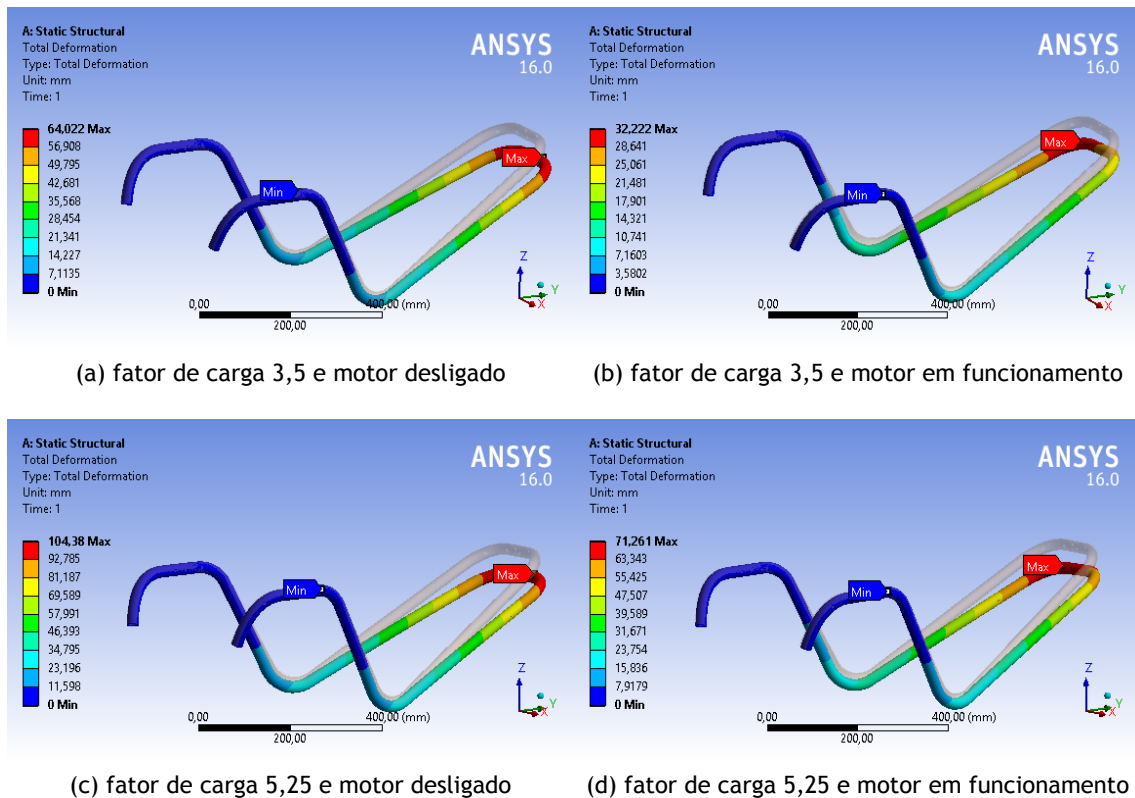 A: Static Structural
Total Deformation
Type: Total Deformation
Unit: mm
Time: 1
ANSYS
16.0
64,022 Max
56,908
49,795
42,681
35,568
28,454
21,341
14,227
7,1135
0 Min
Min
Max
0,00
400,00 (mm)
200,00
Z
Y
X
(a) fator de carga 3,5 e motor desligado
A: Static Structural
Total Deformation
Type: Total Deformation
Unit: mm
Time: 1
ANSYS
16.0
32,222 Max
28,641
25,061
21,481
17,901
14,321
10,741
7,1603
3,5802
0 Min
Min
Max
0,00
400,00 (mm)
200,00
Z
Y
X
(b) fator de carga 3,5 e motor em funcionamento
A: Static Structural
Total Deformation
Type: Total Deformation
Unit: mm
Time: 1
ANSYS
16.0
104,38 Max
92,785
81,187
69,589
57,991
46,393
34,795
23,196
11,598
0 Min
Min
Max
0,00
400,00 (mm)
200,00
Z
Y
X
(c) fator de carga 5,25 e motor desligado
A: Static Structural
Total Deformation
Type: Total Deformation
Unit: mm
Time: 1
ANSYS
16.0
71,261 Max
63,343
55,425
47,507
39,589
31,671
23,754
15,836
7,9179
0 Min
Min
Max
0,00
400,00 (mm)
200,00
Z
Y
X
(d) fator de carga 5,25 e motor em funcionamento